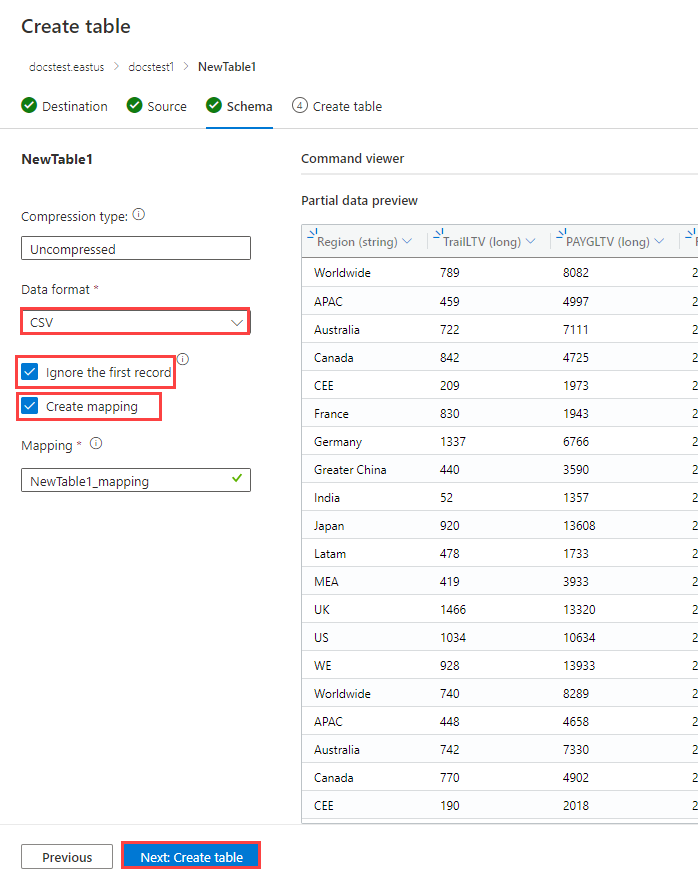 Create table
docstest.eastus > docstest1 > NewTable1
Destination Source Schema 4 Create table
NewTable1
Compression type:
Uncompressed
Data format *
CSV
Ignore the first record
Create mapping
Mapping *
NewTable1_mapping
Command viewer
Partial data preview
Region (string) TrailLTV (long) PAYGLTV (long)
Worldwide 789 8082 2
APAC 459 4997 2
Australia 722 7111 2
Canada 842 4725 2
CEE 209 1973 2
France 830 1943 2
Germany 1337 6766 2
Greater China 440 3590 2
India 52 1357 2
Japan 920 13608 2
Latam 478 1733 2
MEA 419 3933 2
UK 1466 13320 2
US 1034 10634 2
WE 928 13933 2
Worldwide 740 8289 2
APAC 448 4658 2
Australia 742 7330 2
Canada 770 4902 2
CEE 190 2018 2
Previous Next: Create table